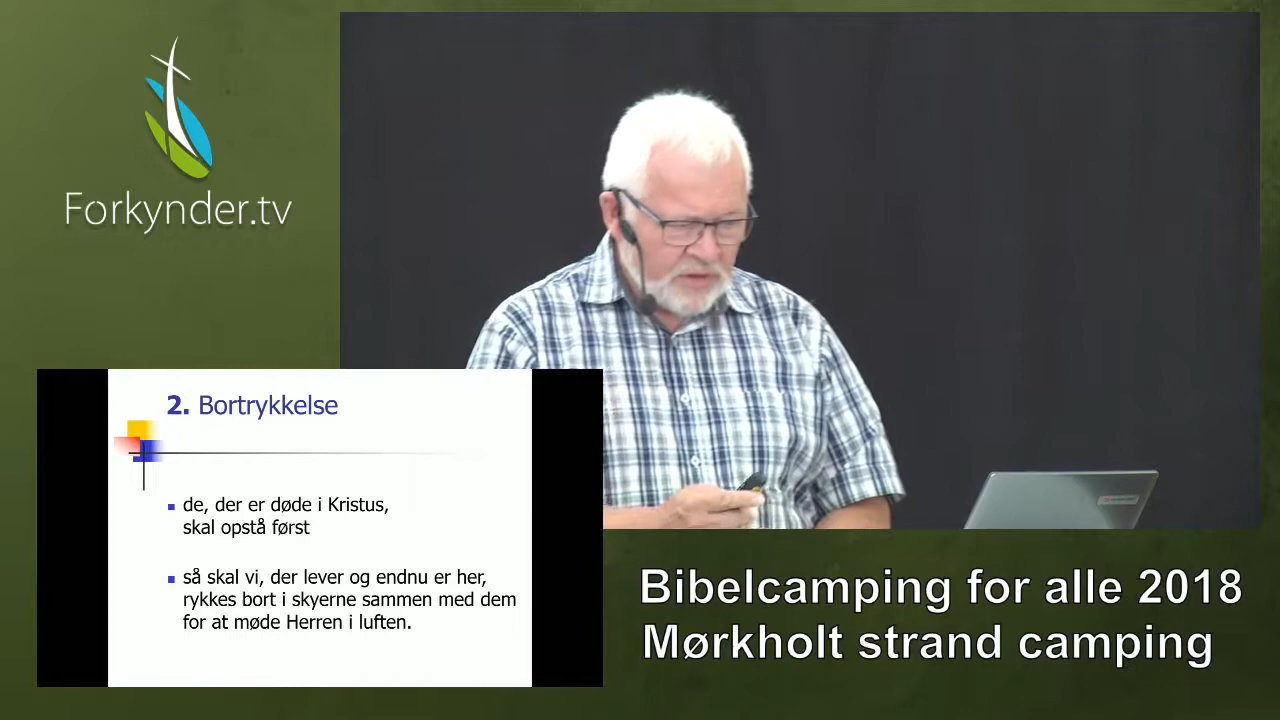 Forkynder.tv
2. Bortrykkelse
de, der er døde i Kristus,
skal opstå først
så skal vi, der lever og endnu er her,
rykkes bort i skyerne sammen med dem
for at møde Herren i luften.
Bibelcamping for alle 2018
Mørkholt strand camping